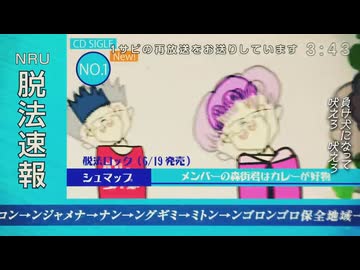 CD SIGLE
1サビの再放送をお送りしています
3:43
NRU
脱法速報
NO.1
New!
負け犬になって
吠えろ 吠えろ
脱法ロック(6/19発売)
シュマップ
メンバーの森街君はカレーが好物
コン→ンジャメナ→ナン→ングギミ→ミトン→ンゴロンゴロ保全地域→